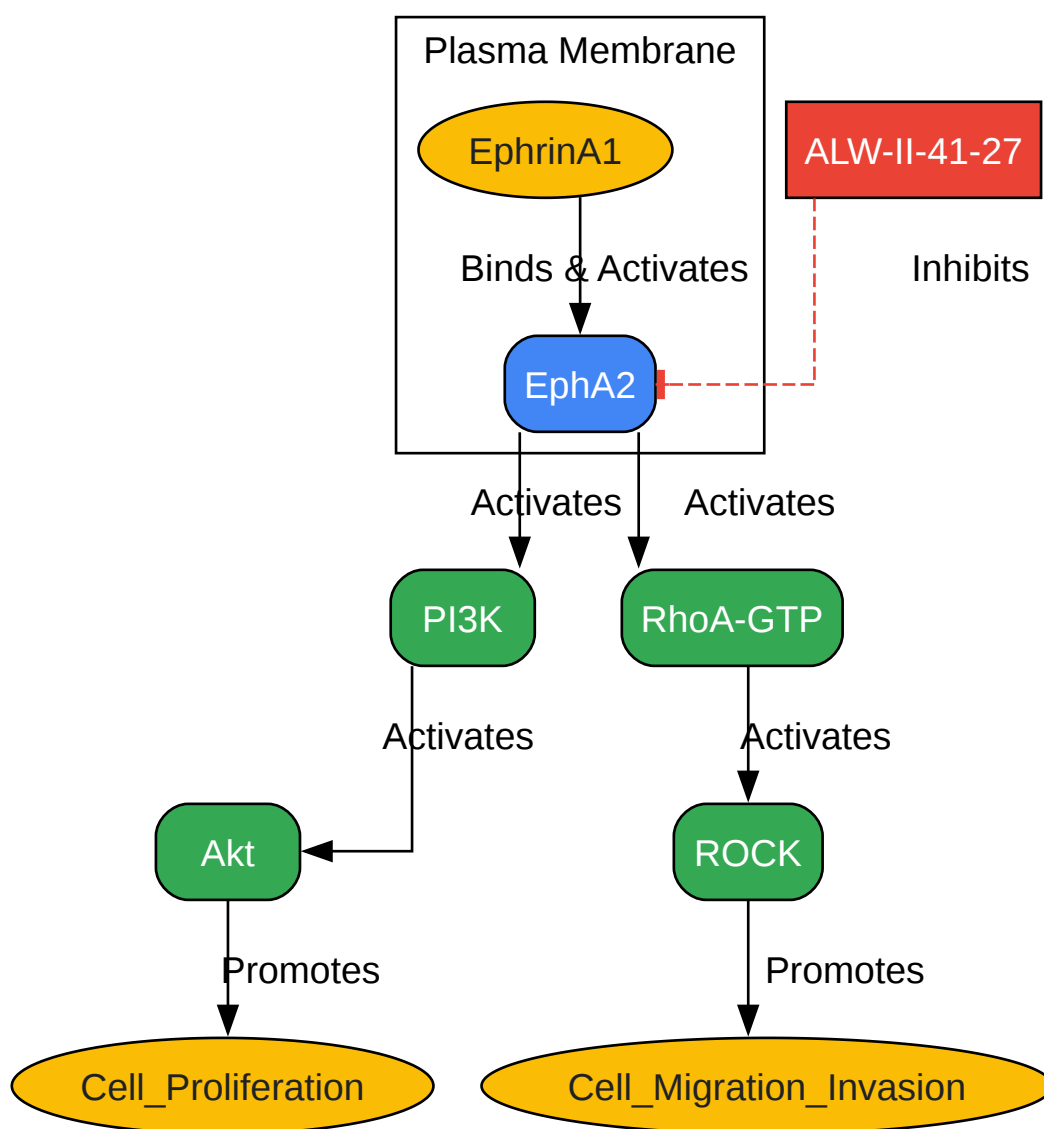 Plasma Membrane
EphrinA1
ALW-II-41-27
Binds & Activates
Inhibits
EphA2
Activates
Activates
PI3K
RhoA-GTP
Activates
Activates
Akt
ROCK
Promotes
Promotes
Cell_Proliferation
Cell_Migration_Invasion